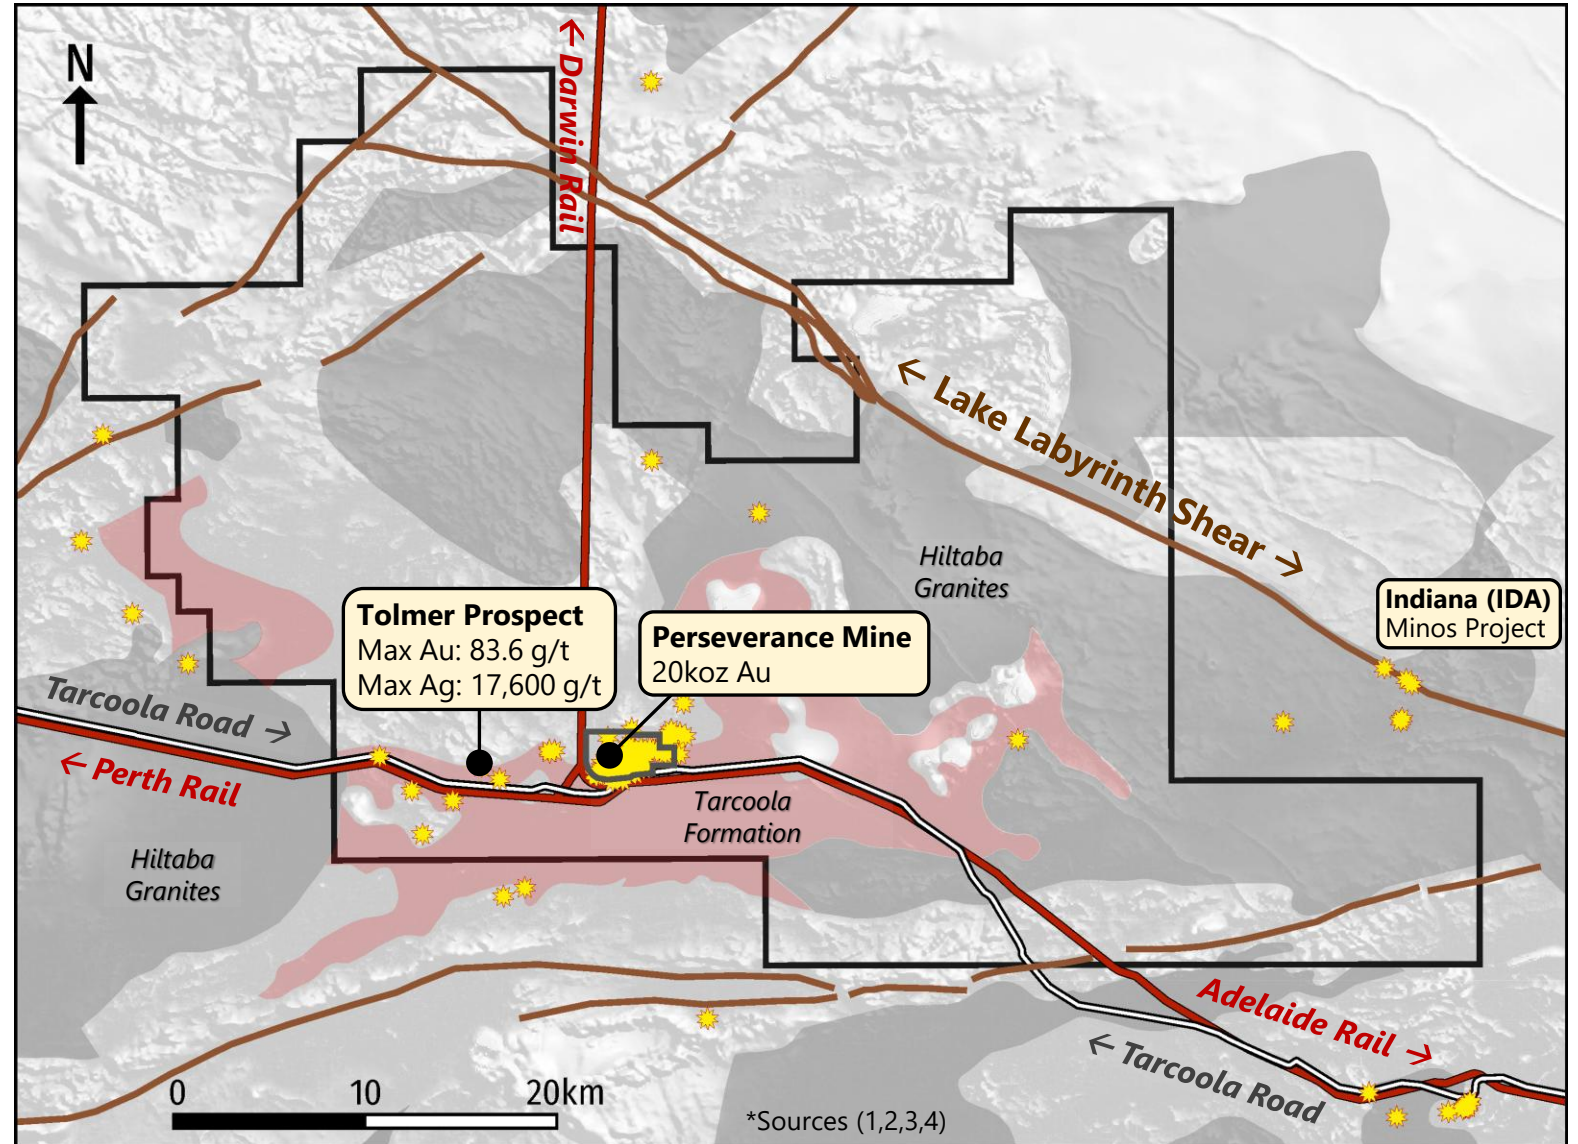 N
← Darwin Rail
← Lake Labyrinth Shear →
Hiltaba
Granites
Indiana (IDA)
Minos Project
Tolmer Prospect
Max Au: 83.6 g/t
Max Ag: 17,600 g/t
Perseverance Mine
20koz Au
Tarcoola Road →
← Perth Rail
Tarcoola
Formation
Hiltaba
Granites
Adelaide Rail →
← Tarcoola Road
0 10 20km
*Sources (1,2,3,4)